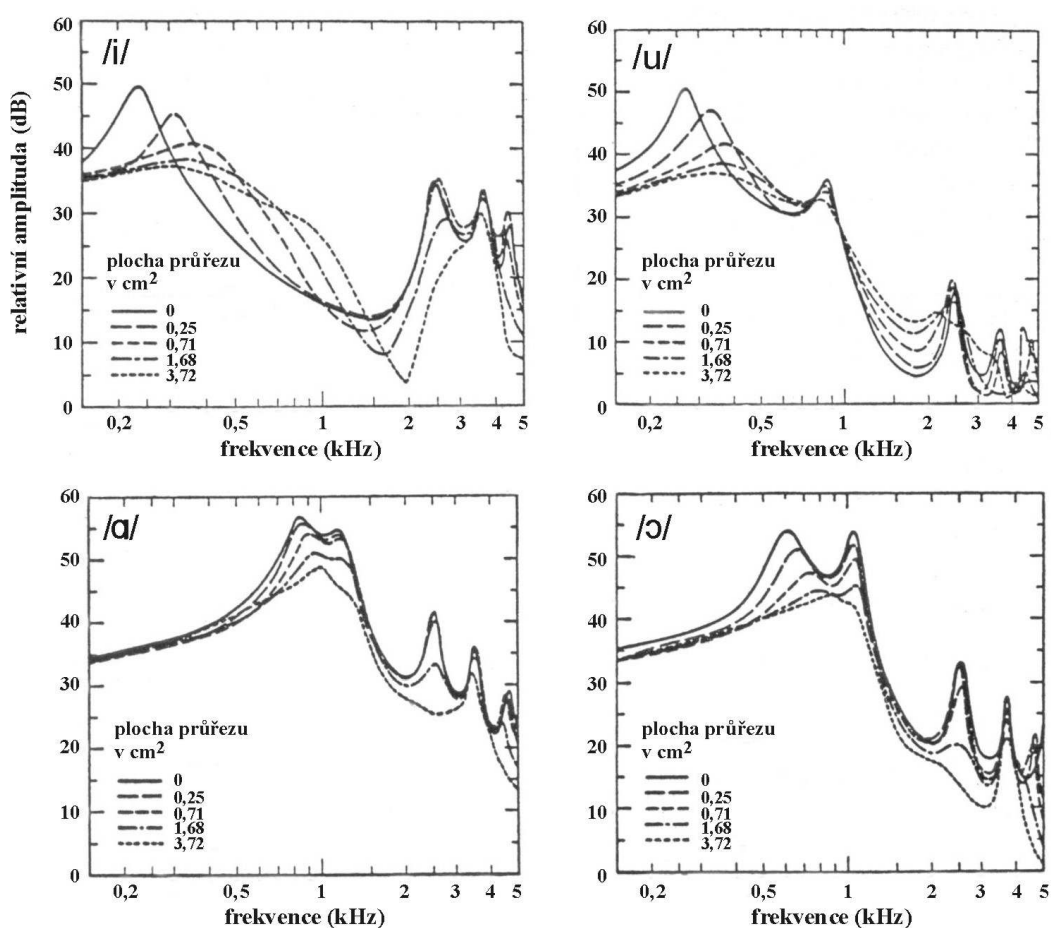 /i/
60
50
40
30
20
10
0
relativní amplituda (dB)
plocha průřezu
v cm²
0
0,25
0,71
1,68
3,72
0,2 0,5 1 2 3 4 5
frekvence (kHz)
/u/
60
50
40
30
20
10
0
plocha průřezu
v cm²
0
0,25
0,71
1,68
3,72
0,2 0,5 1 2 3 4 5
frekvence (kHz)
/ɑ/
60
50
40
30
20
10
0
plocha průřezu
v cm²
0
0,25
0,71
1,68
3,72
0,2 0,5 1 2 3 4 5
frekvence (kHz)
/ɔ/
60
50
40
30
20
10
0
plocha průřezu
v cm²
0
0,25
0,71
1,68
3,72
0,2 0,5 1 2 3 4 5
frekvence (kHz)